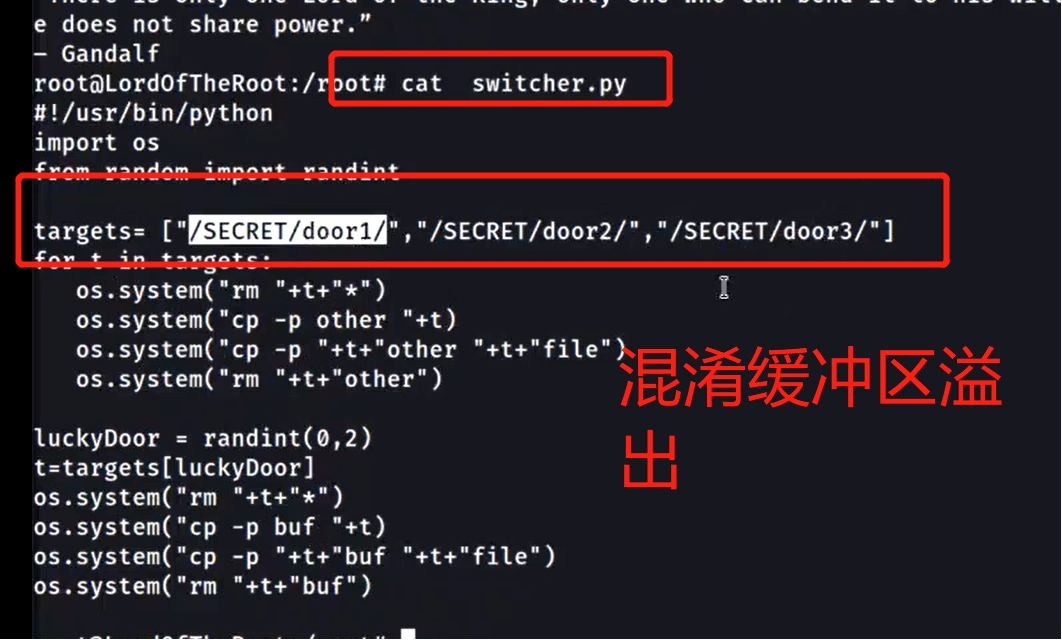 "There is only one Lord of the Ring, only one who can bend it to his will
e does not share power.”
– Gandalf
root@LordOfTheRoot:/root# cat  switcher.py
#!/usr/bin/python
import os
from random import randint
targets= ["/SECRET/door1/","/SECRET/door2/","/SECRET/door3/"]
for t in targets:
   os.system("rm "+t+"*")
   os.system("cp -p other "+t)
   os.system("cp -p "+t+"other "+t+"file")
   os.system("rm "+t+"other")
混淆缓冲区溢
出
luckyDoor = randint(0,2)
t=targets[luckyDoor]
os.system("rm "+t+"*")
os.system("cp -p buf "+t)
os.system("cp -p "+t+"buf "+t+"file")
os.system("rm "+t+"buf")
root@LordOfTheRoot:/root#